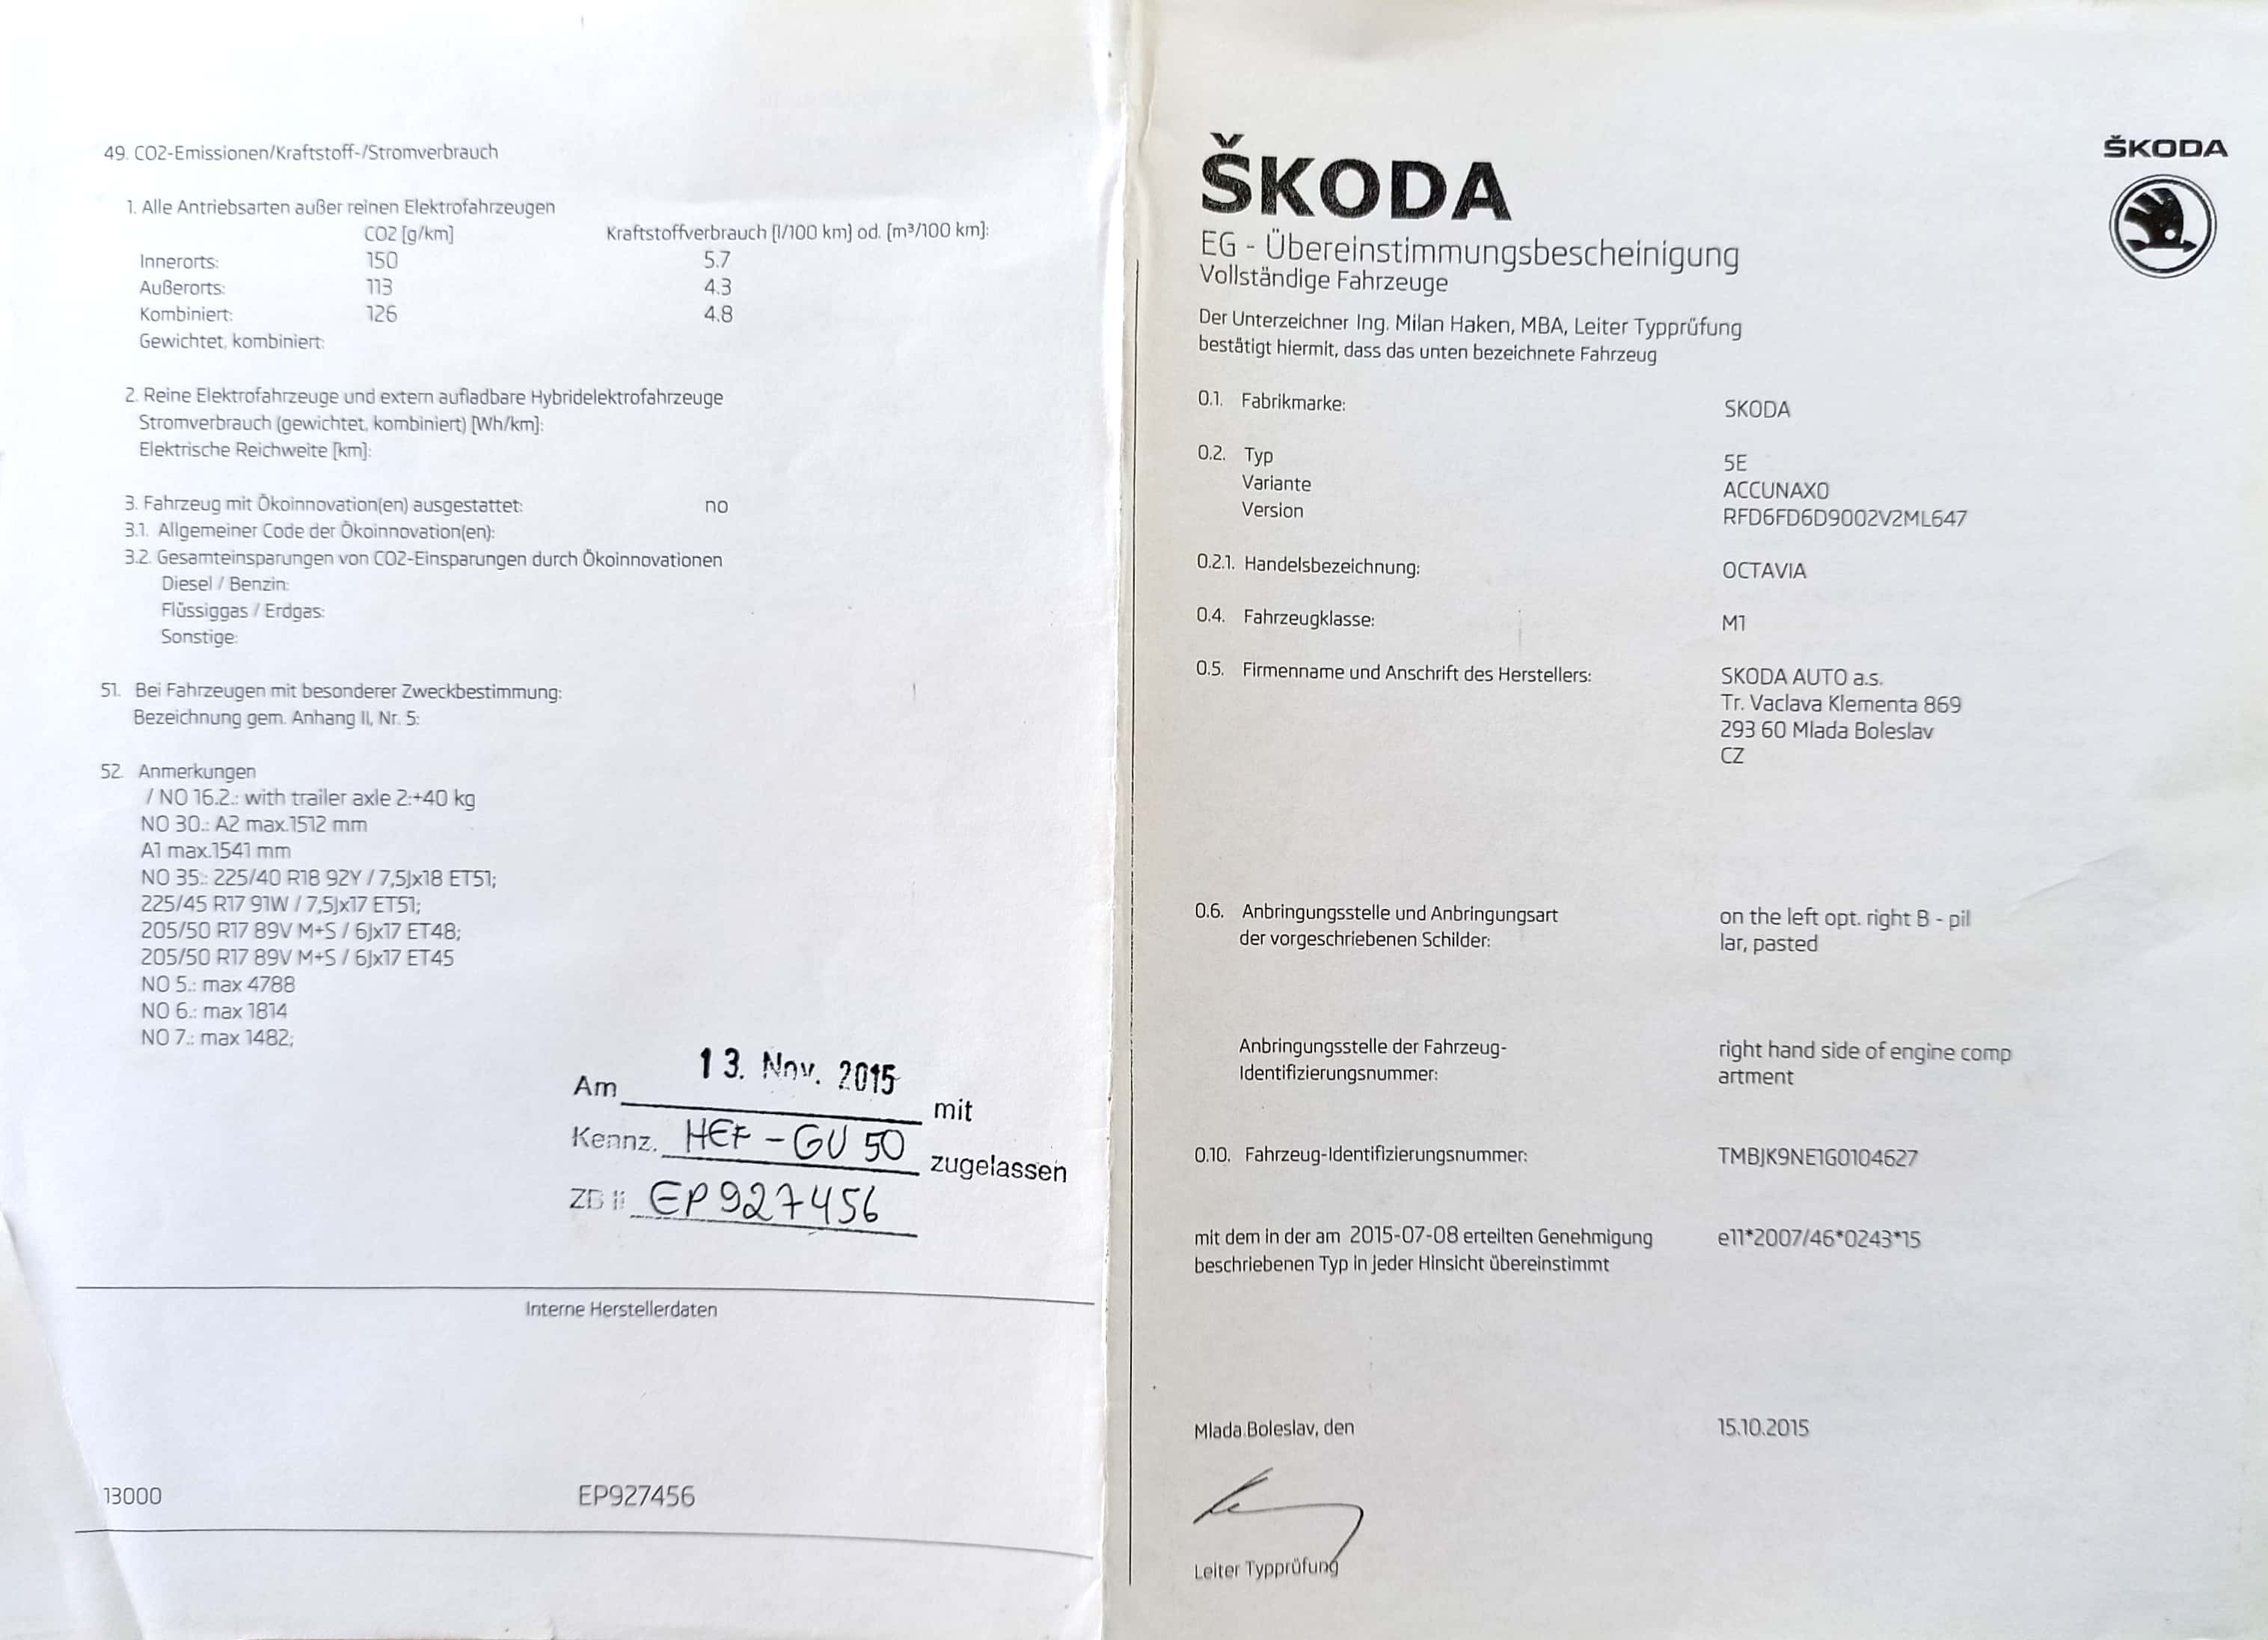 49. CO2-Emissionen/Kraftstoff-/Stromverbrauch
1. Alle Antriebsarten außer reinen Elektrofahrzeugen
CO2 [g/km] Kraftstoffverbrauch [l/100 km] od. [m³/100 km]:
Innerorts: 150 5.7
Außerorts: 113 4.3
Kombiniert: 126 4.8
Gewichtet, kombiniert:
2. Reine Elektrofahrzeuge und extern aufladbare Hybridelektrofahrzeuge
Stromverbrauch (gewichtet, kombiniert) [Wh/km]:
Elektrische Reichweite [km]:
3. Fahrzeug mit Ökoinnovation(en) ausgestattet: no
3.1. Allgemeiner Code der Ökoinnovation(en):
3.2. Gesamteinsparungen von CO2-Einsparungen durch Ökoinnovationen
Diesel / Benzin:
Flüssiggas / Erdgas:
Sonstige:
51. Bei Fahrzeugen mit besonderer Zweckbestimmung:
Bezeichnung gem. Anhang II, Nr. 5:
52. Anmerkungen
/ NO 16.2.: with trailer axle 2:+40 kg
NO 30.: A2 max.1512 mm
A1 max.1541 mm
NO 35.: 225/40 R18 92Y / 7,5Jx18 ET51;
225/45 R17 91W / 7,5Jx17 ET51;
205/50 R17 89V M+S / 6Jx17 ET48;
205/50 R17 89V M+S / 6Jx17 ET45
NO 5.: max 4788
NO 6.: max 1814
NO 7.: max 1482;
Am 13. Nov. 2015 mit
Kennz. HEF - GU 50 zugelassen
ZB II EP927456
Interne Herstellerdaten
13000 EP927456
ŠKODA
ŠKODA
EG - Übereinstimmungsbescheinigung
Vollständige Fahrzeuge
Der Unterzeichner Ing. Milan Haken, MBA, Leiter Typprüfung
bestätigt hiermit, dass das unten bezeichnete Fahrzeug
0.1. Fabrikmarke: SKODA
0.2. Typ 5E
Variante ACCUNAX0
Version RFD6FD6D9002V2ML647
0.2.1. Handelsbezeichnung: OCTAVIA
0.4. Fahrzeugklasse: M1
0.5. Firmenname und Anschrift des Herstellers: SKODA AUTO a.s.
Tr. Vaclava Klementa 869
293 60 Mlada Boleslav
CZ
0.6. Anbringungsstelle und Anbringungsart on the left opt. right B - pil
der vorgeschriebenen Schilder: lar, pasted
Anbringungsstelle der Fahrzeug- right hand side of engine comp
Identifizierungsnummer: artment
0.10. Fahrzeug-Identifizierungsnummer: TMBJK9NE1G0104627
mit dem in der am 2015-07-08 erteilten Genehmigung e11*2007/46*0243*15
beschriebenen Typ in jeder Hinsicht übereinstimmt
Mlada Boleslav, den 15.10.2015
Leiter Typprüfung